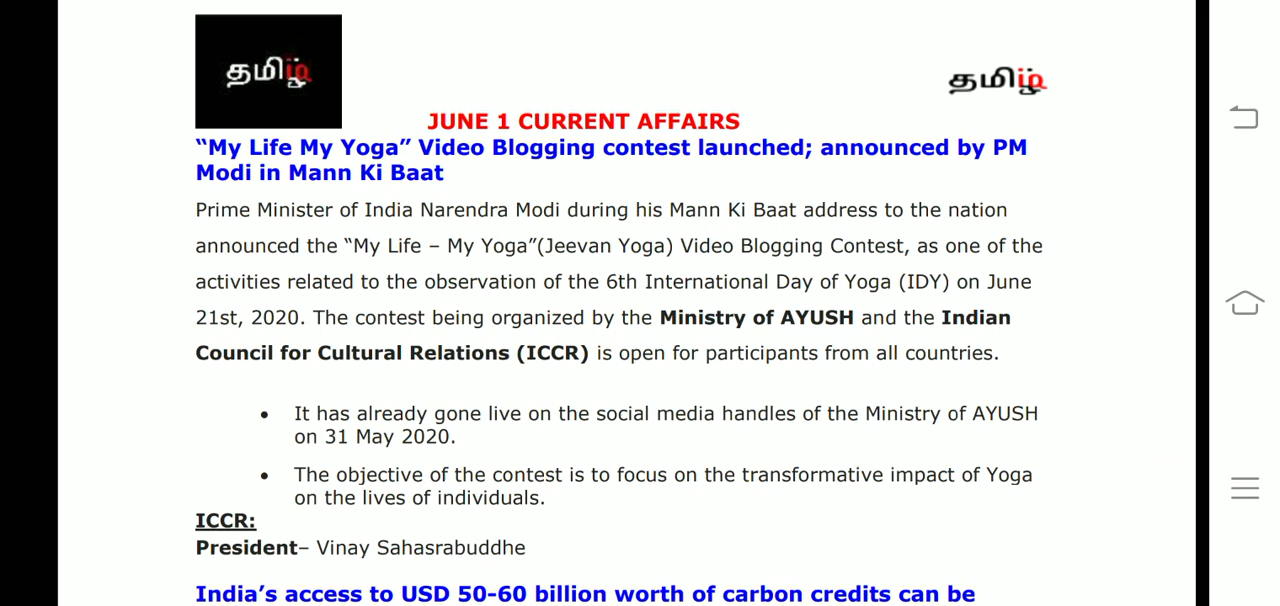 தமிழ்
தமிழ்
JUNE 1 CURRENT AFFAIRS
“My Life My Yoga” Video Blogging contest launched; announced by PM
Modi in Mann Ki Baat
Prime Minister of India Narendra Modi during his Mann Ki Baat address to the nation
announced the “My Life – My Yoga”(Jeevan Yoga) Video Blogging Contest, as one of the
activities related to the observation of the 6th International Day of Yoga (IDY) on June
21st, 2020. The contest being organized by the Ministry of AYUSH and the Indian
Council for Cultural Relations (ICCR) is open for participants from all countries.
• It has already gone live on the social media handles of the Ministry of AYUSH
on 31 May 2020.
• The objective of the contest is to focus on the transformative impact of Yoga
on the lives of individuals.
ICCR:
President– Vinay Sahasrabuddhe
India’s access to USD 50-60 billion worth of carbon credits can be